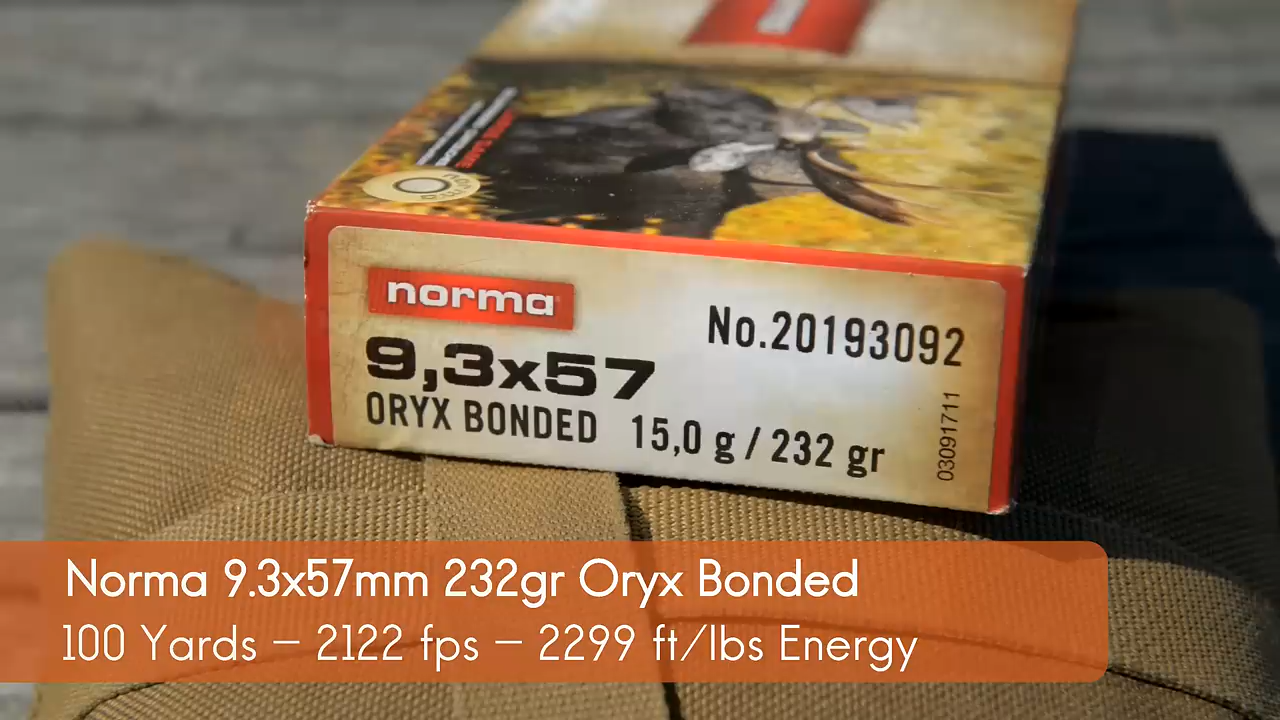 norma
No.20193092
9,3x57
ORYX BONDED 15,0 g / 232 gr
03091711
Norma 9.3x57mm 232gr Oryx Bonded
100 Yards – 2122 fps – 2299 ft/lbs Energy